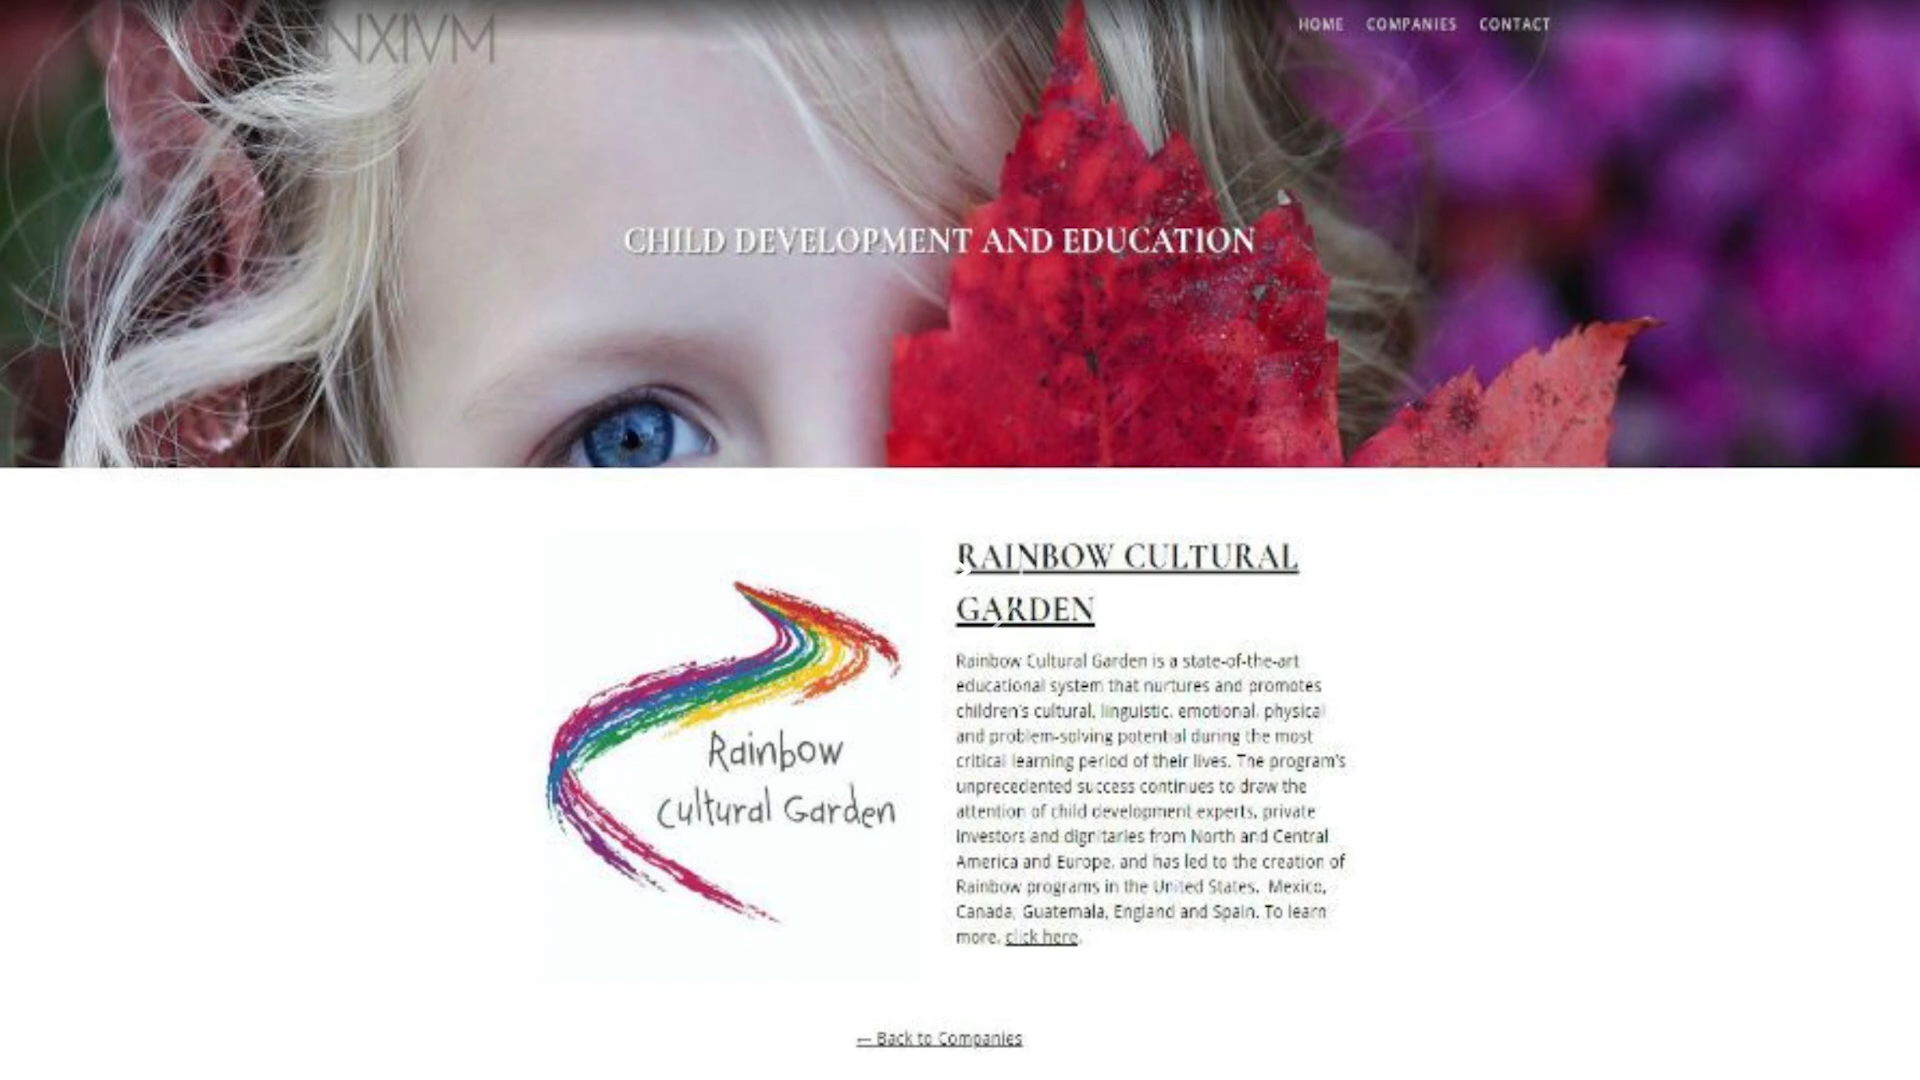 NXIVM
HOME COMPANIES CONTACT
CHILD DEVELOPMENT AND EDUCATION
Rainbow
Cultural Garden
RAINBOW CULTURAL
GARDEN
Rainbow Cultural Garden is a state-of-the-art
educational system that nurtures and promotes
children's cultural, linguistic, emotional, physical
and problem-solving potential during the most
critical learning period of their lives. The program's
unprecedented success continues to draw the
attention of child development experts, private
investors and dignitaries from North and Central
America and Europe, and has led to the creation of
Rainbow programs in the United States, Mexico,
Canada, Guatemala, England and Spain. To learn
more, click here.
← Back to Companies